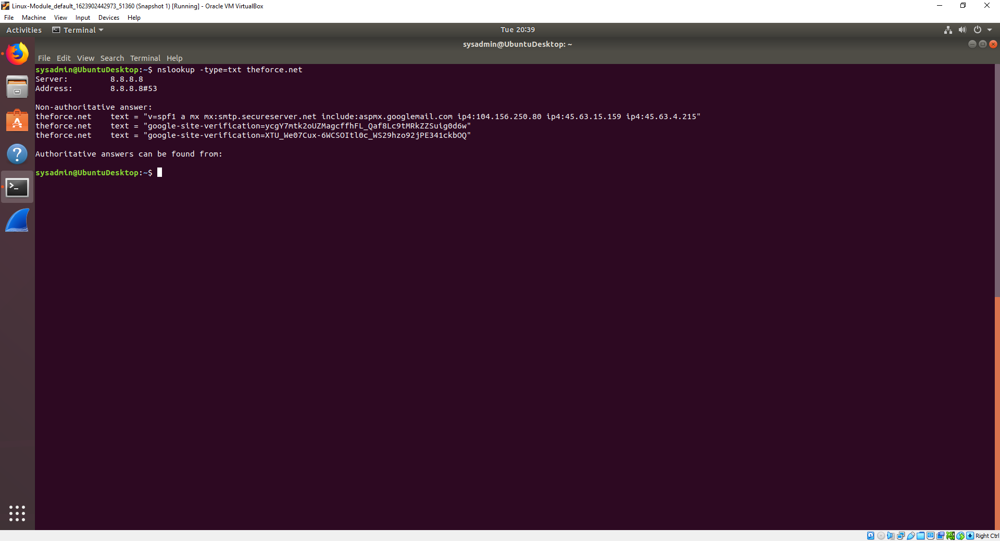 Linux-Module_default_1623902442973_51360 (Snapshot 1) [Running] - Oracle VM VirtualBox
File Machine View Input Devices Help
Activities Terminal Tue 20:39
sysadmin@UbuntuDesktop: ~
File Edit View Search Terminal Help
sysadmin@UbuntuDesktop:~$ nslookup -type=txt theforce.net
Server: 8.8.8.8
Address: 8.8.8.8#53
Non-authoritative answer:
theforce.net text = "v=spf1 a mx mx:smtp.secureserver.net include:aspmx.googlemail.com ip4:104.156.250.80 ip4:45.63.15.159 ip4:45.63.4.215"
theforce.net text = "google-site-verification=ycgY7mtk2oUZMagcffhFL_Qaf8Lc9tMRkZZSuig0d6w"
theforce.net text = "google-site-verification=XTU_We07Cux-6WCSOItl0c_WS29hzo92jPE341ckbOQ"
Authoritative answers can be found from:
sysadmin@UbuntuDesktop:~$
Right Ctrl